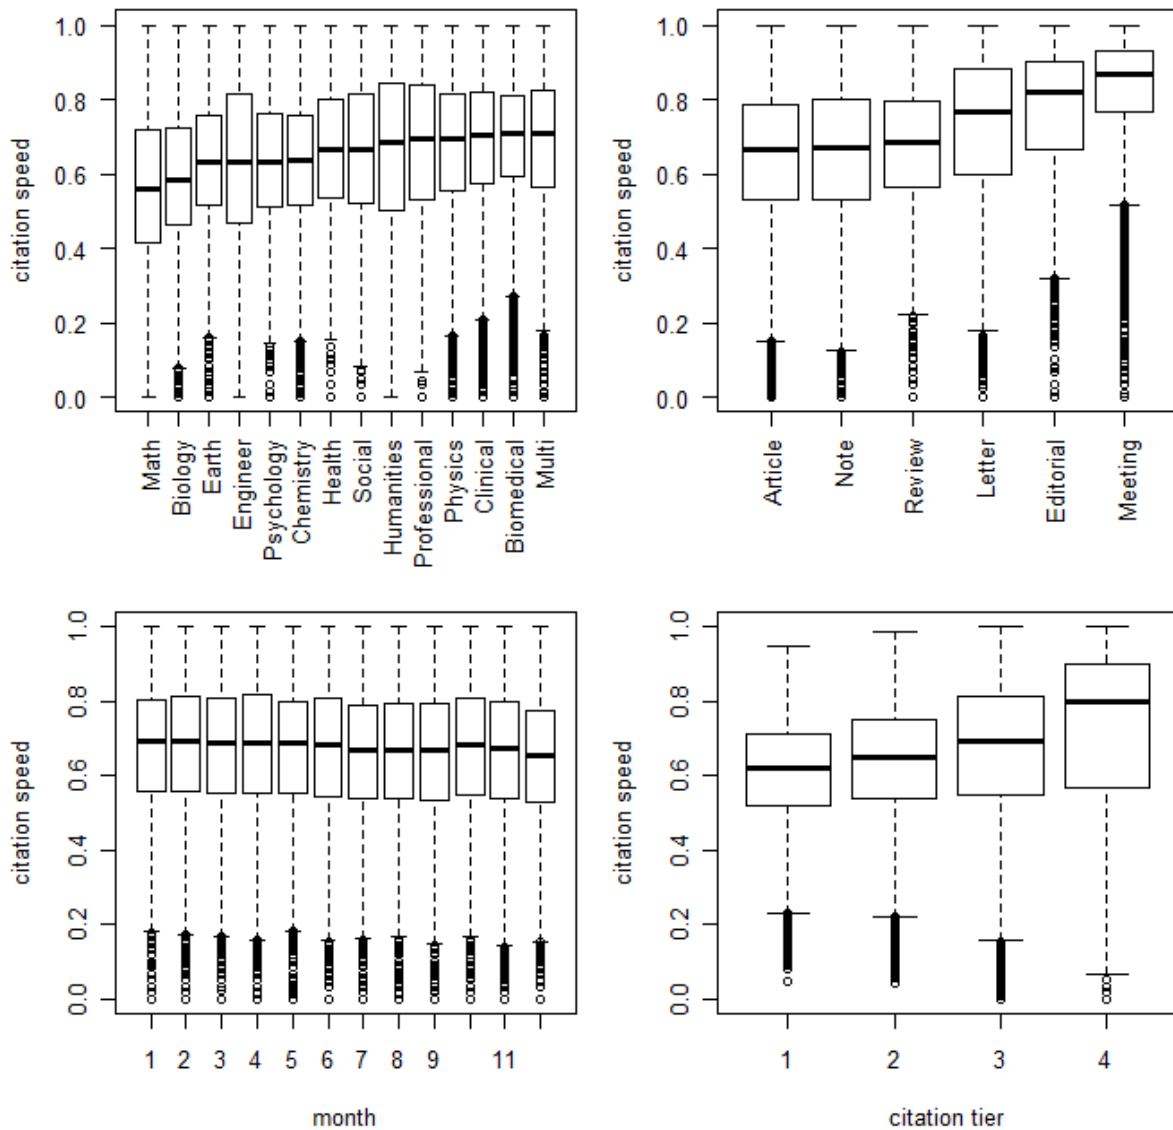 citation speed
1.0
0.8
0.6
0.4
0.2
0.0
Math
Biology
Earth
Engineer
Psychology
Chemistry
Health
Social
Humanities
Professional
Physics
Clinical
Biomedical
Multi
citation speed
1.0
0.8
0.6
0.4
0.2
0.0
Article
Note
Review
Letter
Editorial
Meeting
citation speed
1.0
0.8
0.6
0.4
0.2
0.0
1 2 3 4 5 6 7 8 9 11
month
citation speed
1.0
0.8
0.6
0.4
0.2
0.0
1 2 3 4
citation tier